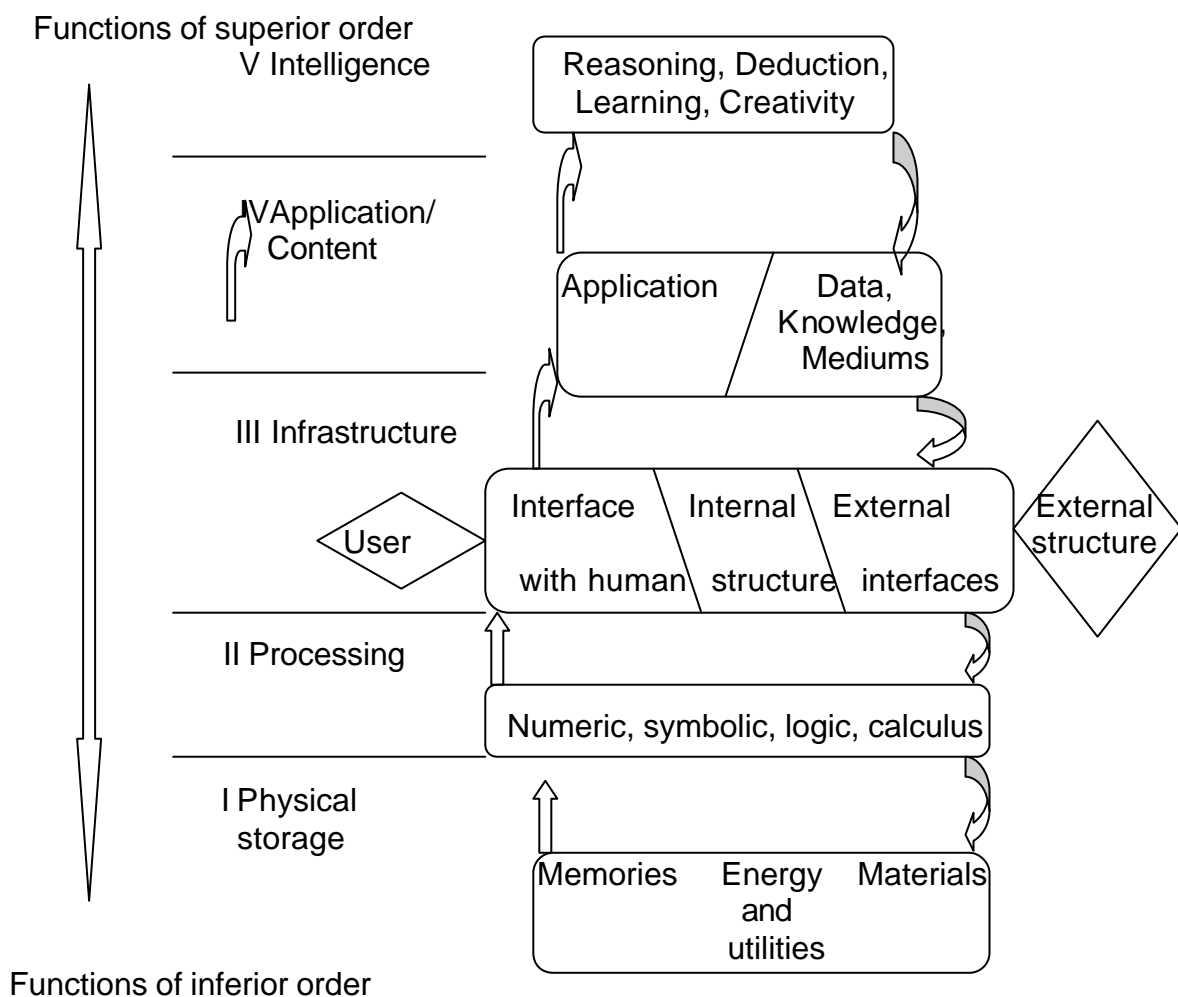 Functions of superior order
V Intelligence
Reasoning, Deduction,
Learning, Creativity
IVApplication/
Content
Application
Data,
Knowledge,
Mediums
III Infrastructure
Interface Internal External
with human structure interfaces
User
External
structure
II Processing
Numeric, symbolic, logic, calculus
I Physical
storage
Memories Energy Materials
and
utilities
Functions of inferior order